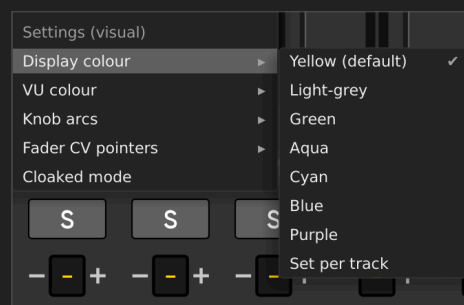 Settings (visual)
Display colour ▸
VU colour ▸
Knob arcs ▸
Fader CV pointers ▸
Cloaked mode
Yellow (default) ✔
Light-grey
Green
Aqua
Cyan
Blue
Purple
Set per track
S S S
− - + − - + − - +